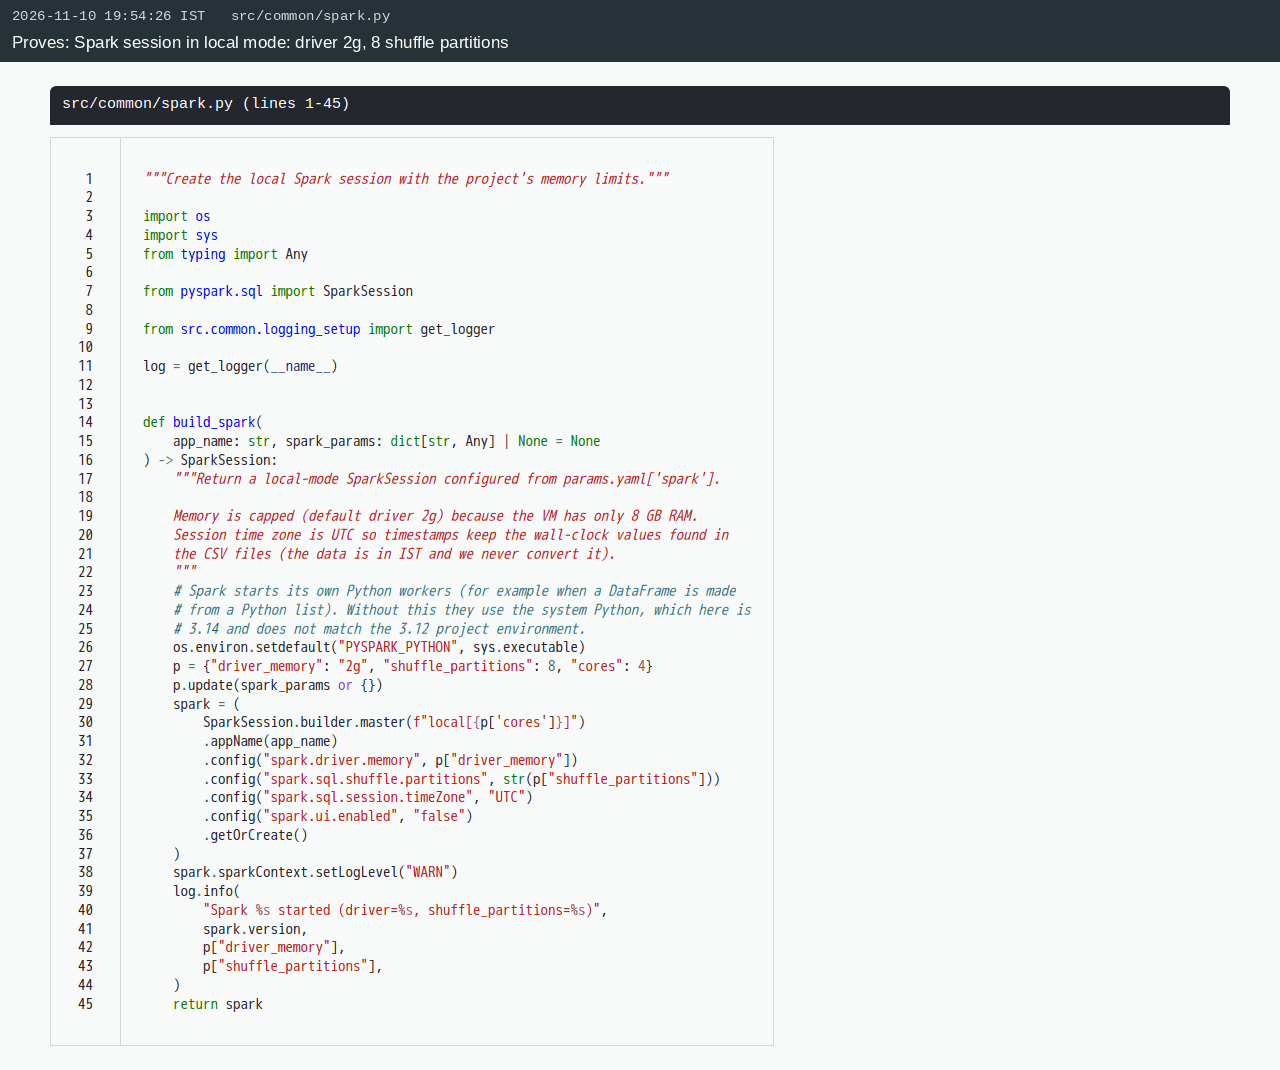 2026-11-10 19:54:26 IST   src/common/spark.py
Proves: Spark session in local mode: driver 2g, 8 shuffle partitions
src/common/spark.py (lines 1-45)
1 """Create the local Spark session with the project's memory limits."""
2
3 import os
4 import sys
5 from typing import Any
6
7 from pyspark.sql import SparkSession
8
9 from src.common.logging_setup import get_logger
10
11 log = get_logger(__name__)
12
13
14 def build_spark(
15     app_name: str, spark_params: dict[str, Any] | None = None
16 ) -> SparkSession:
17     """Return a local-mode SparkSession configured from params.yaml['spark'].
18
19     Memory is capped (default driver 2g) because the VM has only 8 GB RAM.
20     Session time zone is UTC so timestamps keep the wall-clock values found in
21     the CSV files (the data is in IST and we never convert it).
22     """
23     # Spark starts its own Python workers (for example when a DataFrame is made
24     # from a Python list). Without this they use the system Python, which here is
25     # 3.14 and does not match the 3.12 project environment.
26     os.environ.setdefault("PYSPARK_PYTHON", sys.executable)
27     p = {"driver_memory": "2g", "shuffle_partitions": 8, "cores": 4}
28     p.update(spark_params or {})
29     spark = (
30         SparkSession.builder.master(f"local[{p['cores']}]")
31         .appName(app_name)
32         .config("spark.driver.memory", p["driver_memory"])
33         .config("spark.sql.shuffle.partitions", str(p["shuffle_partitions"]))
34         .config("spark.sql.session.timeZone", "UTC")
35         .config("spark.ui.enabled", "false")
36         .getOrCreate()
37     )
38     spark.sparkContext.setLogLevel("WARN")
39     log.info(
40         "Spark %s started (driver=%s, shuffle_partitions=%s)",
41         spark.version,
42         p["driver_memory"],
43         p["shuffle_partitions"],
44     )
45     return spark